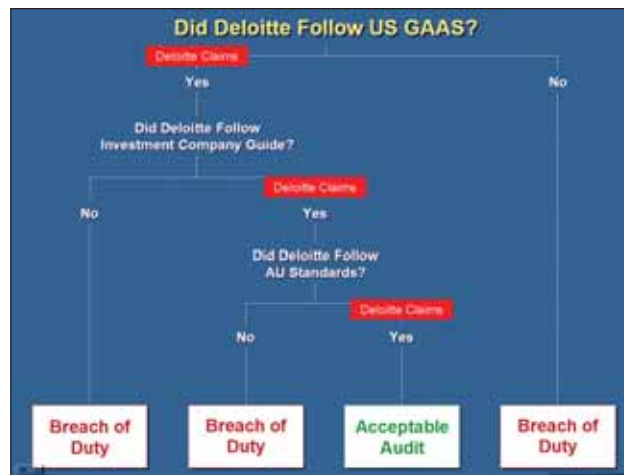 Did Deloitte Follow US GAAS?
Deloitte Claims
Yes
No
Did Deloitte Follow
Investment Company Guide?
Deloitte Claims
No
Yes
Did Deloitte Follow
AU Standards?
Deloitte Claims
No
Yes
Breach of
Duty
Breach of
Duty
Acceptable
Audit
Breach of
Duty